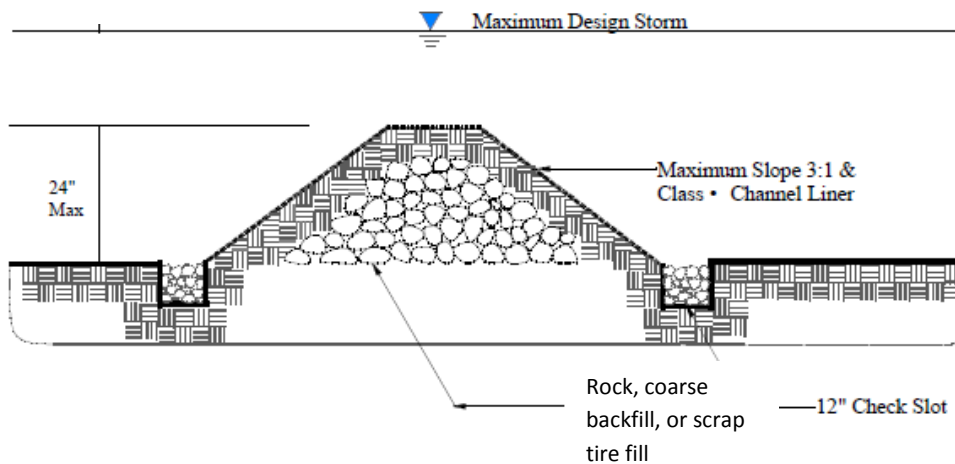 Maximum Design Storm
24"
Max
Maximum Slope 3:1 &
Class • Channel Liner
Rock, coarse
backfill, or scrap
tire fill
12" Check Slot